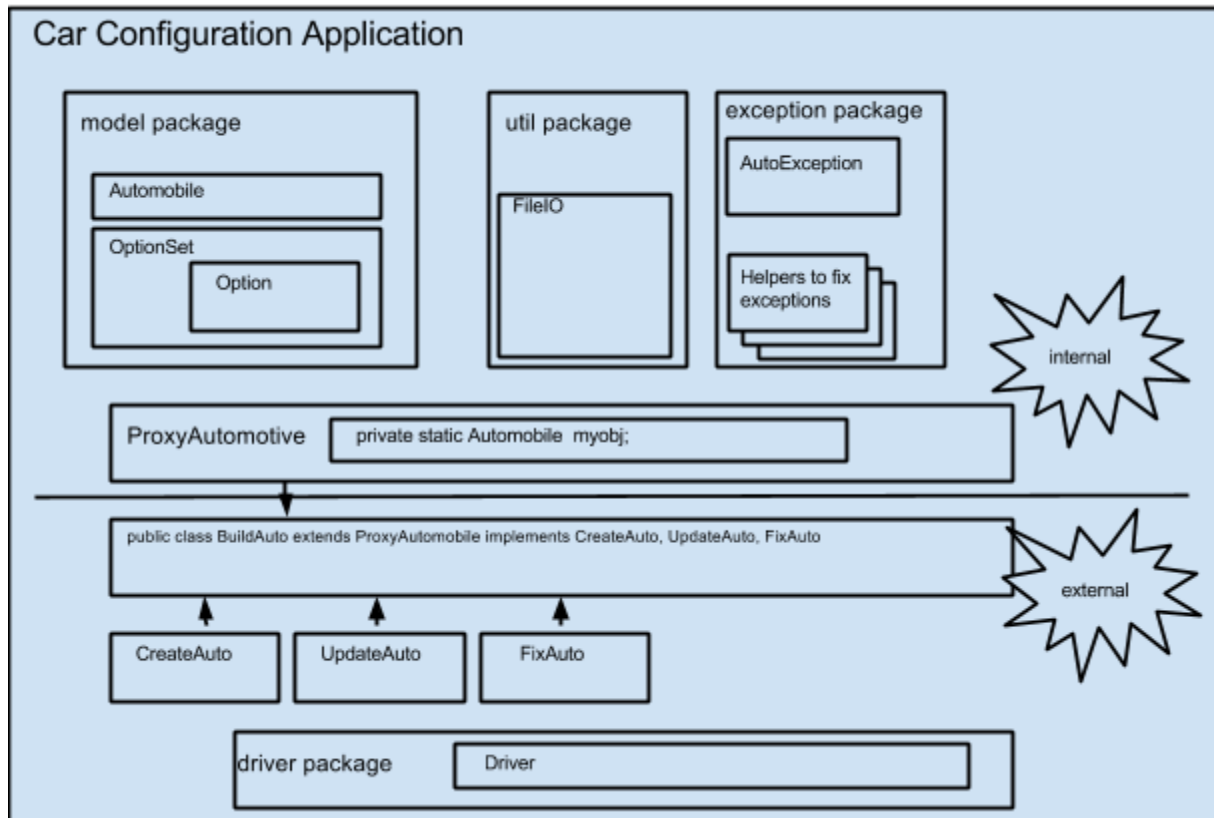 Car Configuration Application
model package
Automobile
OptionSet
Option
util package
FileIO
exception package
AutoException
Helpers to fix
exceptions
internal
ProxyAutomotive
private static Automobile myobj;
public class BuildAuto extends ProxyAutomobile implements CreateAuto, UpdateAuto, FixAuto
external
CreateAuto
UpdateAuto
FixAuto
driver package
Driver